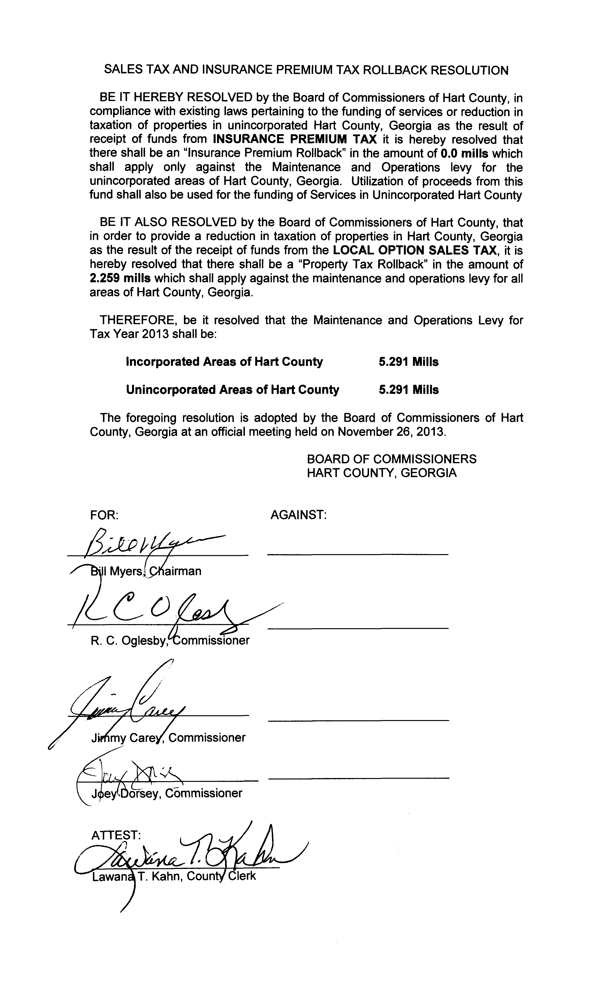 SALES TAX AND INSURANCE PREMIUM TAX ROLLBACK RESOLUTION
BE IT HEREBY RESOLVED by the Board of Commissioners of Hart County, in
compliance with existing laws pertaining to the funding of services or reduction in
taxation of properties in unincorporated Hart County, Georgia as the result of
receipt of funds from INSURANCE PREMIUM TAX it is hereby resolved that
there shall be an “Insurance Premium Rollback” in the amount of 0.0 mills which
shall apply only against the Maintenance and Operations levy for the
unincorporated areas of Hart County, Georgia. Utilization of proceeds from this
fund shall also be used for the funding of Services in Unincorporated Hart County
BE IT ALSO RESOLVED by the Board of Commissioners of Hart County, that
in order to provide a reduction in taxation of properties in Hart County, Georgia
as the result of the receipt of funds from the LOCAL OPTION SALES TAX, it is
hereby resolved that there shall be a “Property Tax Rollback” in the amount of
2.259 mills which shall apply against the maintenance and operations levy for all
areas of Hart County, Georgia.
THEREFORE, be it resolved that the Maintenance and Operations Levy for
Tax Year 2013 shall be:
Incorporated Areas of Hart County 5.291 Mills
Unincorporated Areas of Hart County 5.291 Mills
The foregoing resolution is adopted by the Board of Commissioners of Hart
County, Georgia at an official meeting held on November 26, 2013.
BOARD OF COMMISSIONERS
HART COUNTY, GEORGIA
FOR: AGAINST:
Bill Myers
Bill Myers, Chairman
R C Oglesby
R. C. Oglesby, Commissioner
Jimmy Carey
Jimmy Carey, Commissioner
Joey Dorsey
Joey Dorsey, Commissioner
ATTEST:
Lawana T. Kahn
Lawana T. Kahn, County Clerk